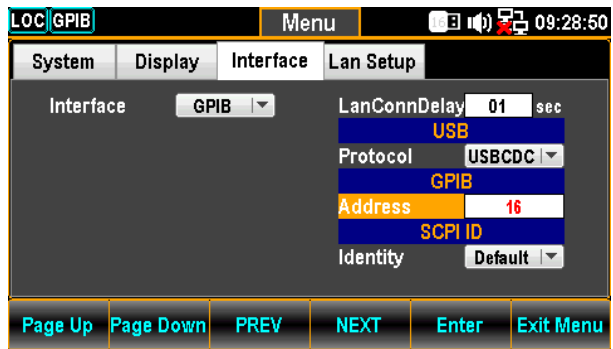 LOC GPIB Menu 16 09:28:50
System Display Interface Lan Setup
Interface GPIB LanConnDelay 01 sec
USB
Protocol USBCDC
GPIB
Address 16
SCPI ID
Identity Default
Page Up Page Down PREV NEXT Enter Exit Menu